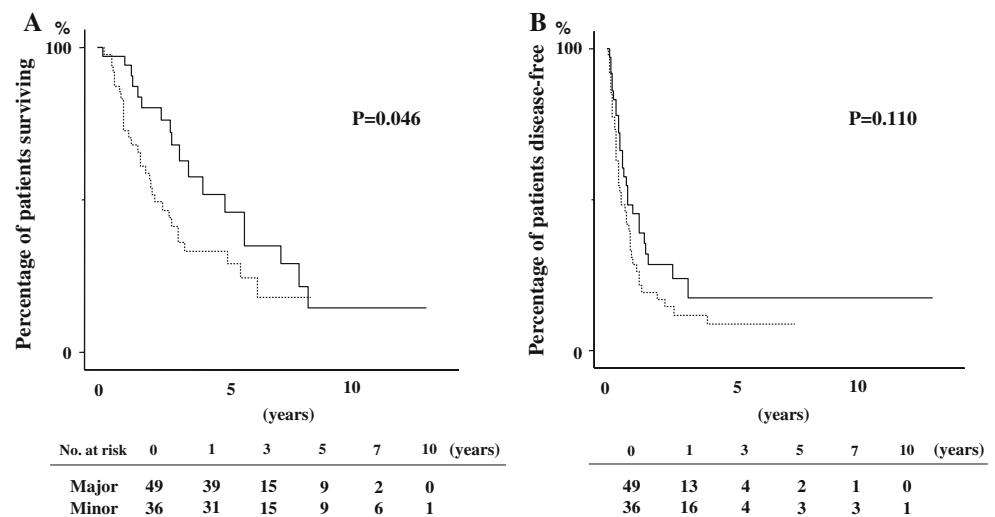 A %
100
Percentage of patients surviving
P=0.046
0
0 5 10
(years)
No. at risk 0 1 3 5 7 10 (years)
Major 49 39 15 9 2 0
Minor 36 31 15 9 6 1
B %
100
Percentage of patients disease-free
P=0.110
0
0 5 10
(years)
0 1 3 5 7 10 (years)
49 13 4 2 1 0
36 16 4 3 3 1